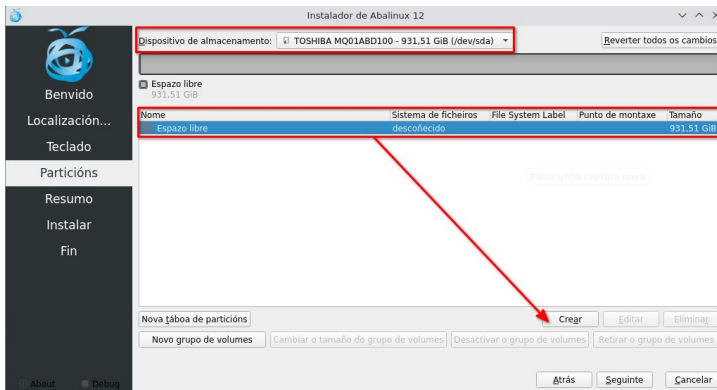 Instalador de Abalinux 12
Dispositivo de almacenamento: TOSHIBA MQ01ABD100 - 931,51 GiB (/dev/sda) Reverter todos os cambios
Espazo libre
931,51 GiB
Benvido
Localización...
Teclado
Particións
Resumo
Instalar
Fin
Nome Sistema de ficheiros File System Label Punto de montaxe Tamaño
Espazo libre descoñecido 931,51 GiB
Facer unha captura nova
Nova táboa de particións Crear Editar Eliminar
Novo grupo de volumes Cambiar o tamaño do grupo de volumes Desactivar o grupo de volumes Retirar o grupo de volumes
About Debug Atrás Seguinte Cancelar